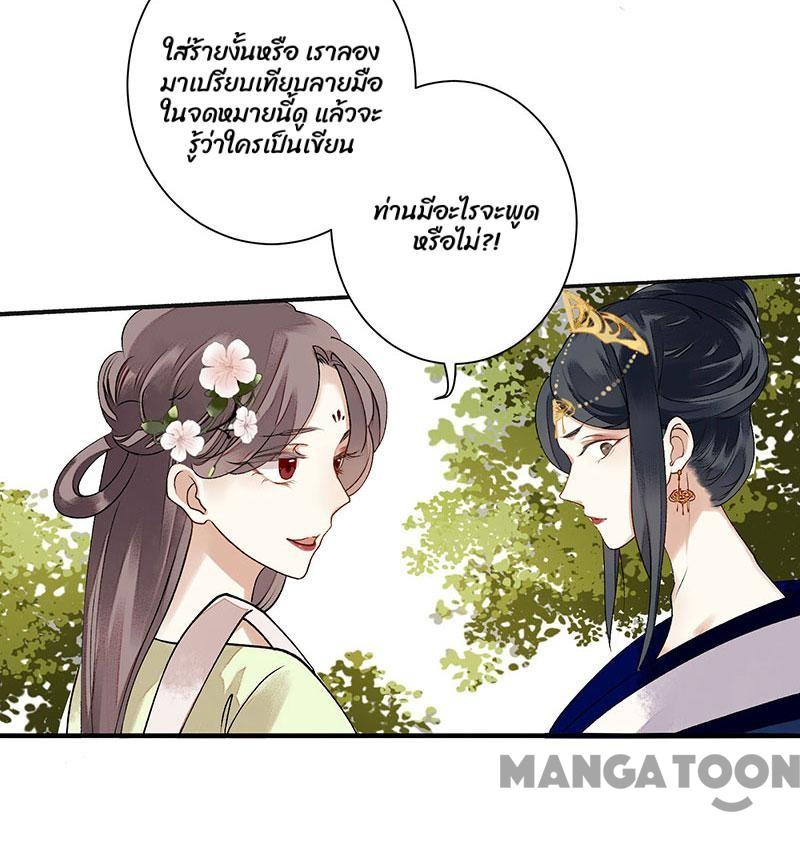 ใส่ร้ายงั้นหรือ เราลอง
มาเปรียบเทียบลายมือ
ในจดหมายนี้ดู แล้วจะ
รู้ว่าใครเป็นเขียน
ท่านมีอะไรจะพูด
หรือไม่?!
MANGATOON